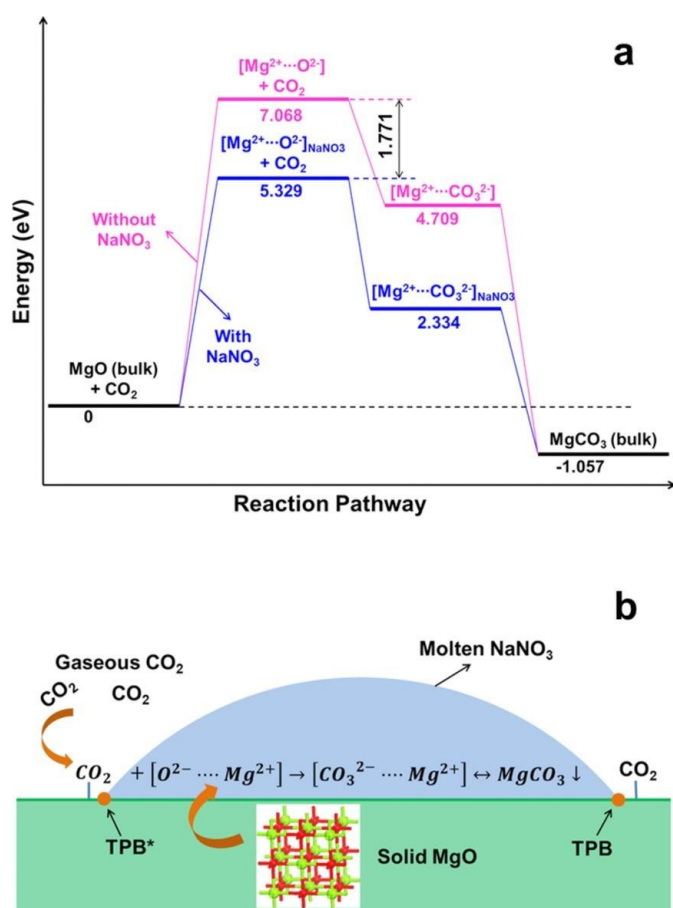 a
[Mg²⁺···O²⁻]
+ CO₂
7.068
[Mg²⁺···O²⁻]NaNO3
+ CO₂
5.329
1.771
[Mg²⁺···CO₃²⁻]
4.709
Without
NaNO₃
With
NaNO₃
[Mg²⁺···CO₃²⁻]NaNO3
2.334
MgO (bulk)
+ CO₂
0
MgCO₃ (bulk)
-1.057
Energy (eV)
Reaction Pathway
b
Gaseous CO₂
CO₂
CO₂
Molten NaNO₃
CO₂
+ [O²⁻ ···· Mg²⁺] → [CO₃²⁻ ···· Mg²⁺] ↔ MgCO₃ ↓
CO₂
TPB*
Solid MgO
TPB